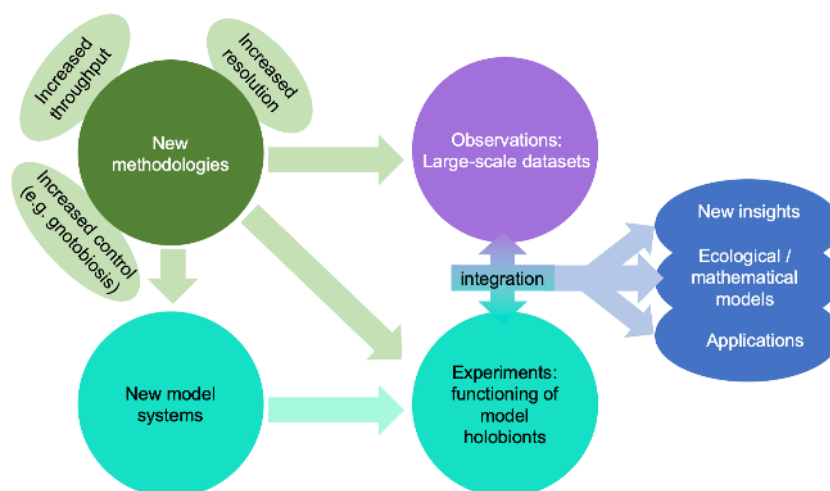 Increased
throughput
Increased
resolution
New
methodologies
Increased control
(e.g. gnotobiosis)
Observations:
Large-scale datasets
New insights
Ecological /
mathematical
models
Applications
integration
New model
systems
Experiments:
functioning of
model
holobionts